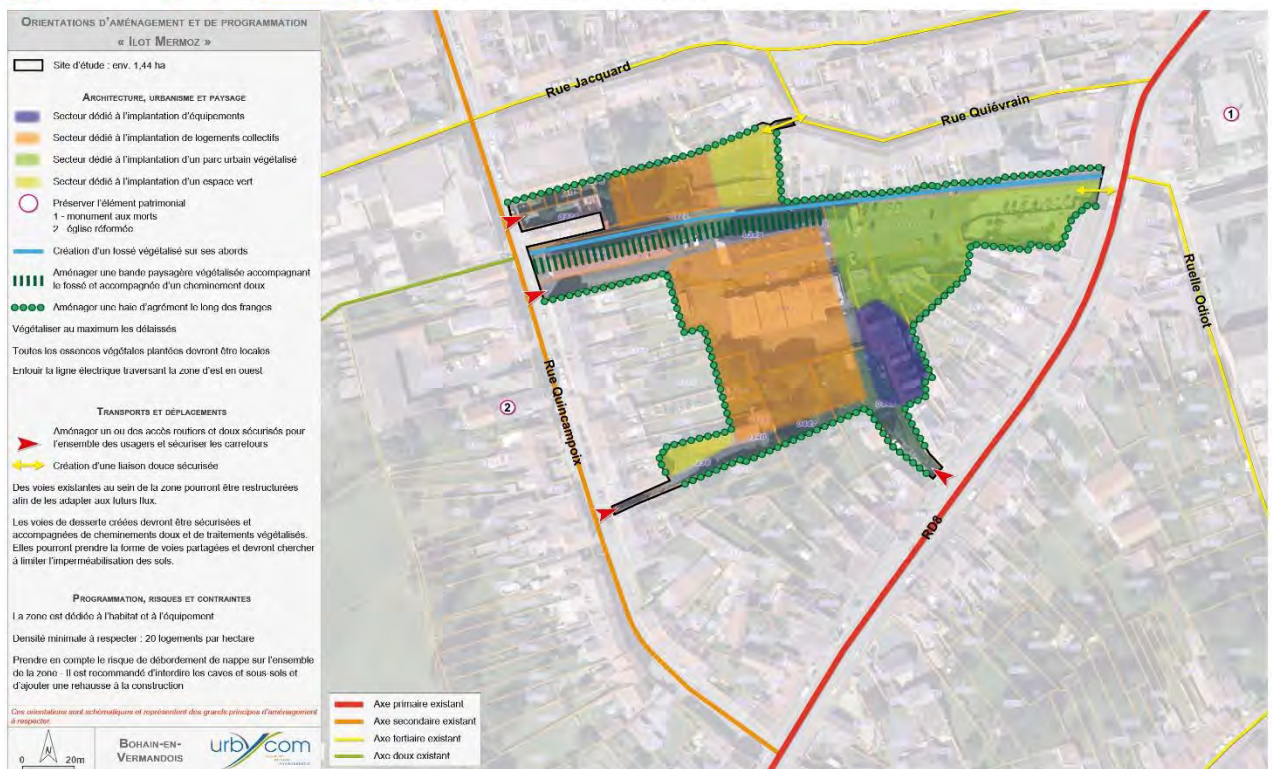 ORIENTATIONS D'AMÉNAGEMENT ET DE PROGRAMMATION
« ILOT MERMOZ »
Site d'étude : env. 1,44 ha
ARCHITECTURE, URBANISME ET PAYSAGE
Secteur dédié à l'implantation d'équipements
Secteur dédié à l'implantation de logements collectifs
Secteur dédié à l'implantation d'un parc urbain végétalisé
Secteur dédié à l'implantation d'un espace vert
Préserver l'élément patrimonial
1 - monument aux morts
2 église réformée
Création d'un fossé végétalisé sur ses abords
Aménager une bande paysagère végétalisée accompagnant
le fossé et accompagnée d'un cheminement doux
Aménager une haie d'agrément le long des franges
Végétaliser au maximum les délaissés
Toutes les essences végétales plantées devront être locales
Enfouir la ligne électrique traversant la zone d'est en ouest
TRANSPORTS ET DÉPLACEMENTS
Aménager un ou des accès routiers et doux sécurisés pour
l'ensemble des usagers et sécuriser les carrefours
Création d'une liaison douce sécurisée
Des voies existantes au sein de la zone pourront être restructurées
afin de les adapter aux futurs flux.
Les voies de desserte créées devront être sécurisées et
accompagnées de cheminements doux et de traitements végétalisés.
Elles pourront prendre la forme de voies partagées et devront chercher
à limiter l'imperméabilisation des sols.
PROGRAMMATION, RISQUES ET CONTRAINTES
La zone est dédiée à l'habitat et à l'équipement
Densité minimale à respecter : 20 logements par hectare
Prendre en compte le risque de débordement de nappe sur l'ensemble
de la zone - Il est recommandé d'interdire les caves et sous-sols et
d'ajouter une rehausse à la construction
Ces orientations sont schématiques et représentent des grands principes d'aménagement
à respecter
N
0 20m
BOHAIN-EN-
VERMANDOIS
urbycom
Rue Jacquard
Rue Quiévrain
1
Ruelle Odiot
Rue Quincampoix
2
RD8
Axe primaire existant
Axe secondaire existant
Axe tertiaire existant
Axe doux existant